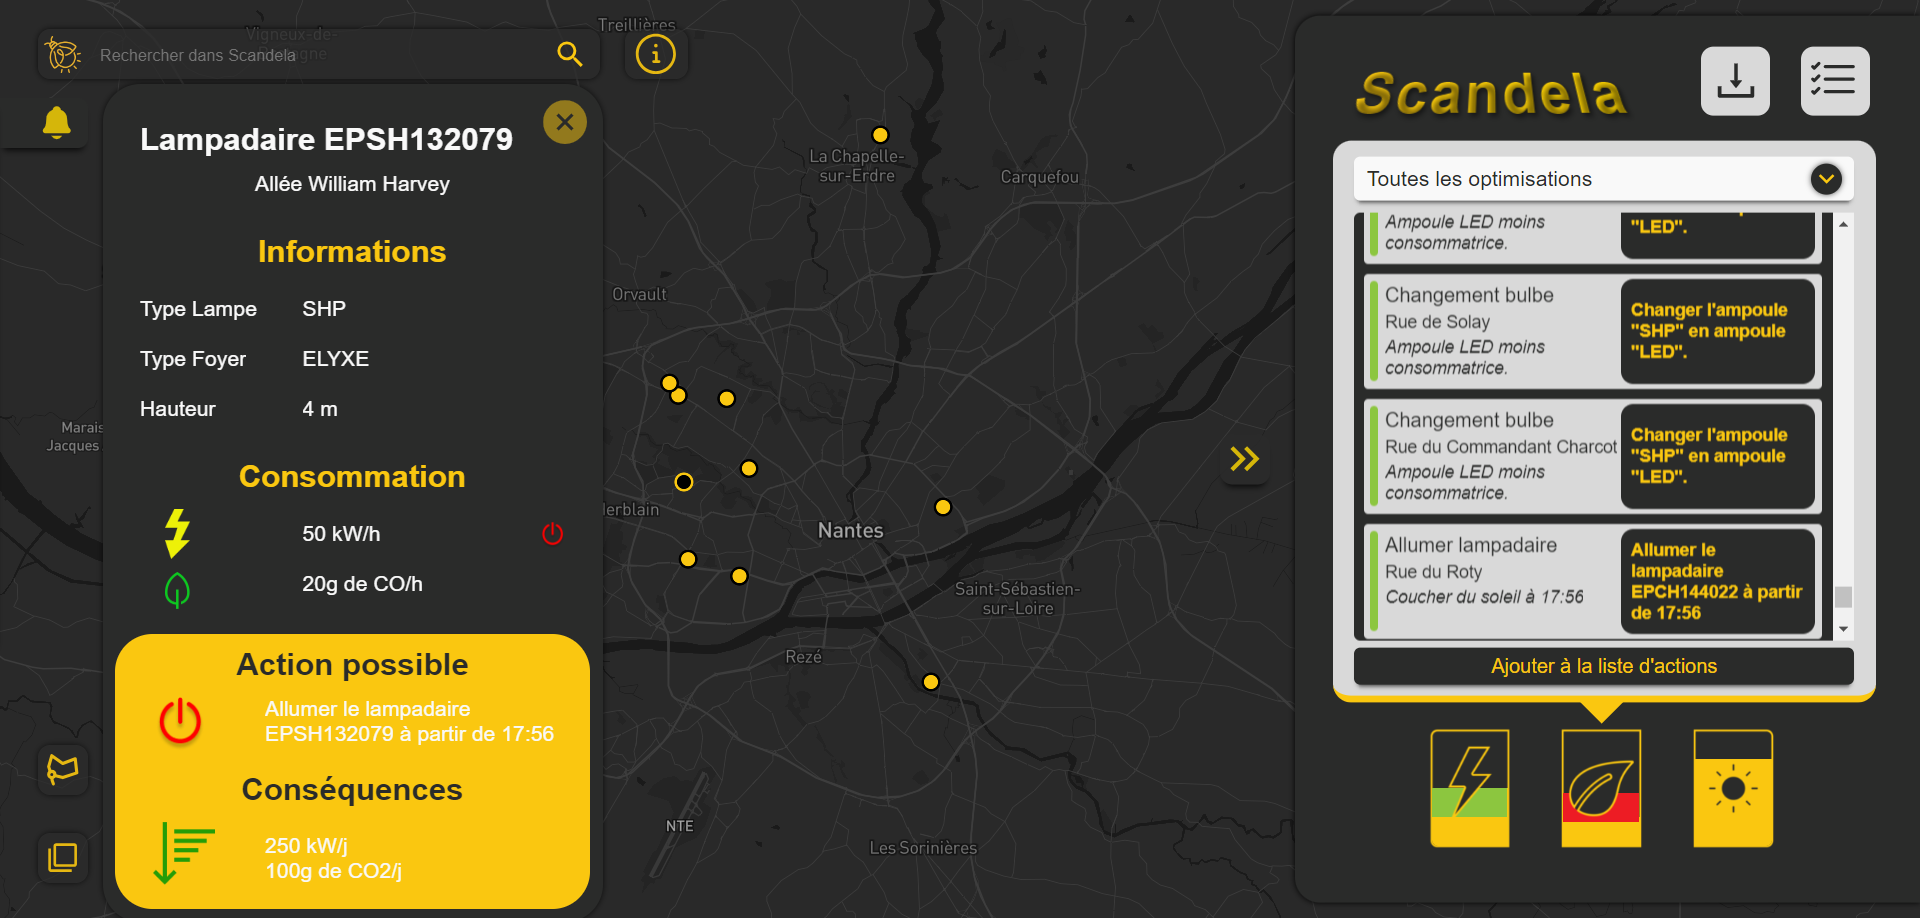 Treillières
Vigneux-de-
Bretagne
Rechercher dans Scandela
Lampadaire EPSH132079
Allée William Harvey
Informations
Type Lampe SHP
Type Foyer ELYXE
Hauteur 4 m
Consommation
50 kW/h
20g de CO/h
Action possible
Allumer le lampadaire
EPSH132079 à partir de 17:56
Conséquences
250 kW/j
100g de CO2/j
Marais
Jacques
La Chapelle-
sur-Erdre
Carquefou
Orvault
lerblain
Nantes
Saint-Sébastien-
sur-Loire
Rezé
NTE
Les Sorinières
Scandela
Toutes les optimisations
Ampoule LED moins
consommatrice.
"LED".
Changement bulbe
Rue de Solay
Ampoule LED moins
consommatrice.
Changer l'ampoule
"SHP" en ampoule
"LED".
Changement bulbe
Rue du Commandant Charcot
Ampoule LED moins
consommatrice.
Changer l'ampoule
"SHP" en ampoule
"LED".
Allumer lampadaire
Rue du Roty
Coucher du soleil à 17:56
Allumer le
lampadaire
EPCH144022 à partir
de 17:56
Ajouter à la liste d'actions